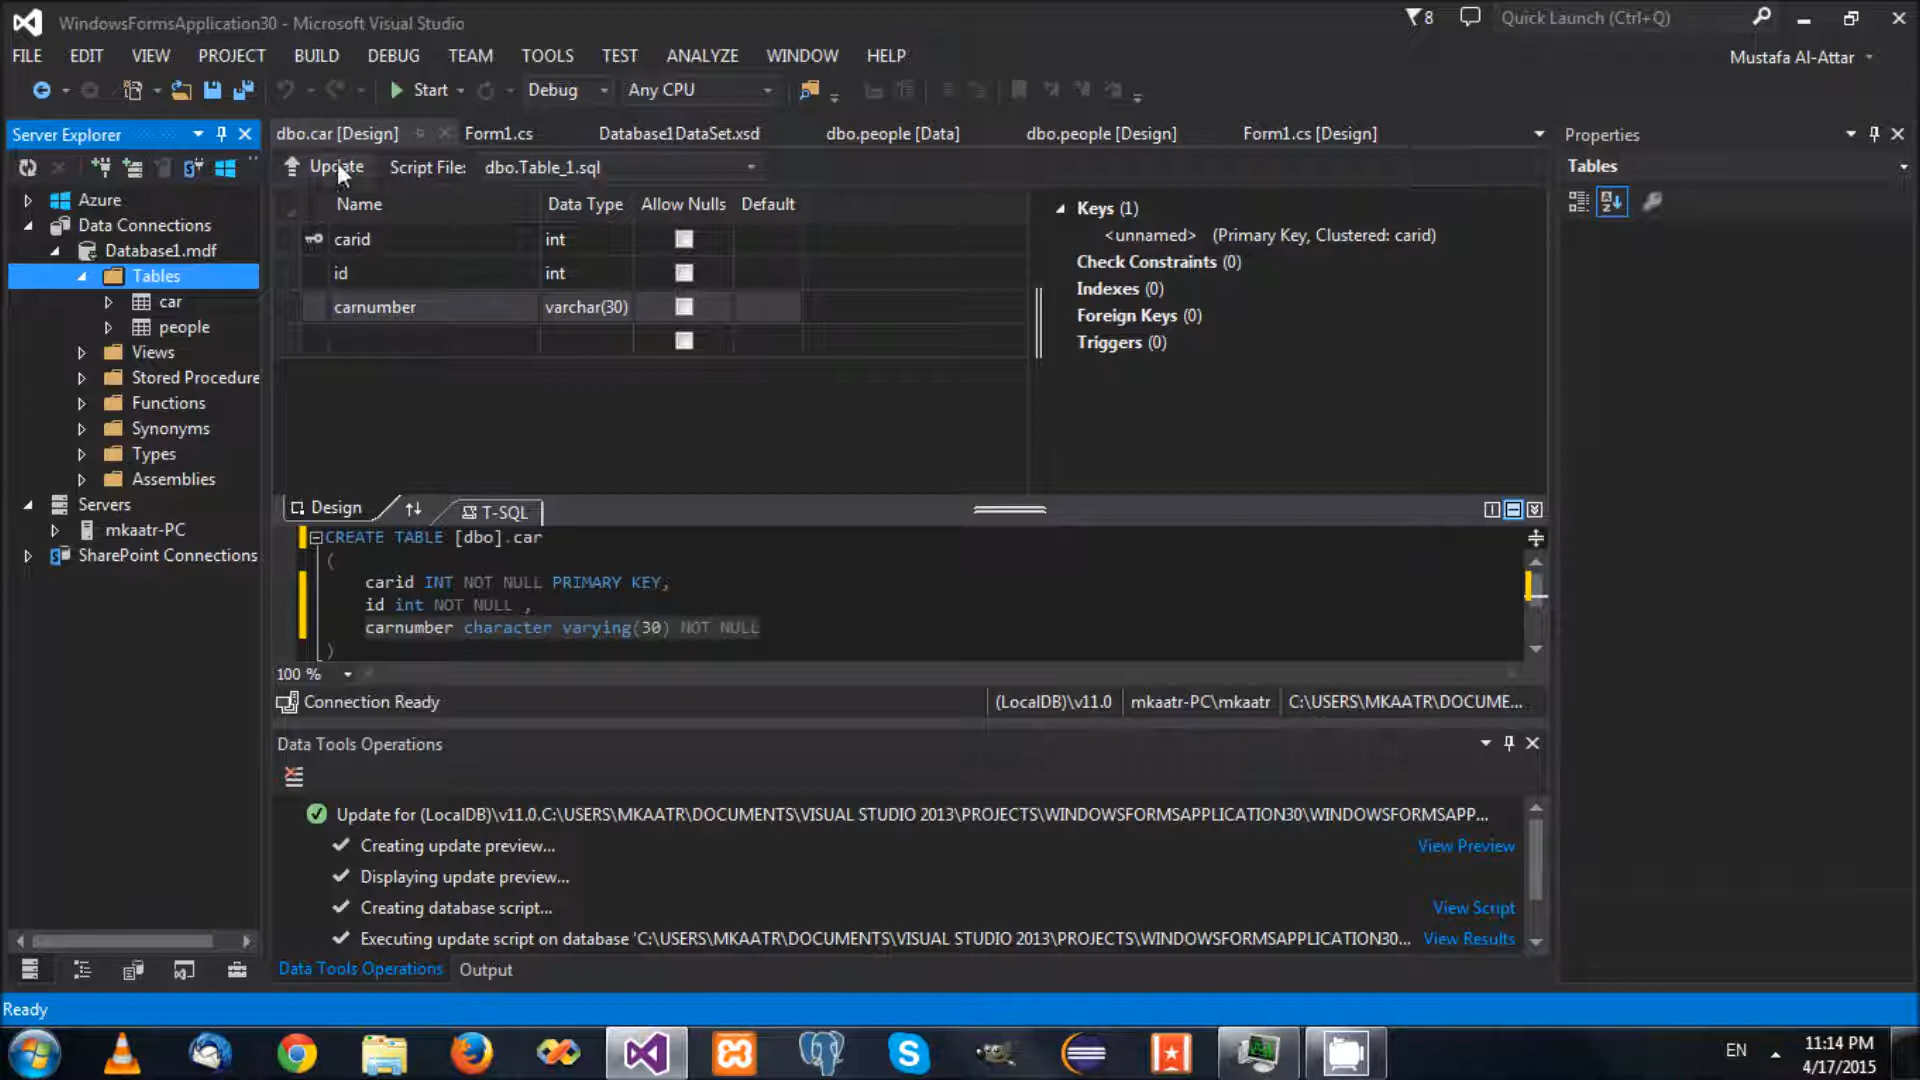 WindowsFormsApplication30 - Microsoft Visual Studio
8
Quick Launch (Ctrl+Q)
FILE EDIT VIEW PROJECT BUILD DEBUG TEAM TOOLS TEST ANALYZE WINDOW HELP
Mustafa Al-Attar
Start Debug Any CPU
Server Explorer
dbo.car [Design] Form1.cs Database1DataSet.xsd dbo.people [Data] dbo.people [Design] Form1.cs [Design]
Properties
Update Script File: dbo.Table_1.sql
Tables
Azure
Data Connections
Database1.mdf
Tables
car
people
Views
Stored Procedure
Functions
Synonyms
Types
Assemblies
Servers
mkaatr-PC
SharePoint Connections
Name Data Type Allow Nulls Default
carid int
id int
carnumber varchar(30)
Keys (1)
<unnamed> (Primary Key, Clustered: carid)
Check Constraints (0)
Indexes (0)
Foreign Keys (0)
Triggers (0)
Design T-SQL
CREATE TABLE [dbo].car
(
carid INT NOT NULL PRIMARY KEY,
id int NOT NULL ,
carnumber character varying(30) NOT NULL
)
100 %
Connection Ready
(LocalDB)\v11.0 mkaatr-PC\mkaatr C:\USERS\MKAATR\DOCUME...
Data Tools Operations
Update for (LocalDB)\v11.0.C:\USERS\MKAATR\DOCUMENTS\VISUAL STUDIO 2013\PROJECTS\WINDOWSFORMSAPPLICATION30\WINDOWSFORMSAPP...
Creating update preview... View Preview
Displaying update preview...
Creating database script... View Script
Executing update script on database 'C:\USERS\MKAATR\DOCUMENTS\VISUAL STUDIO 2013\PROJECTS\WINDOWSFORMSAPPLICATION30... View Results
Data Tools Operations Output
Ready
EN
11:14 PM
4/17/2015